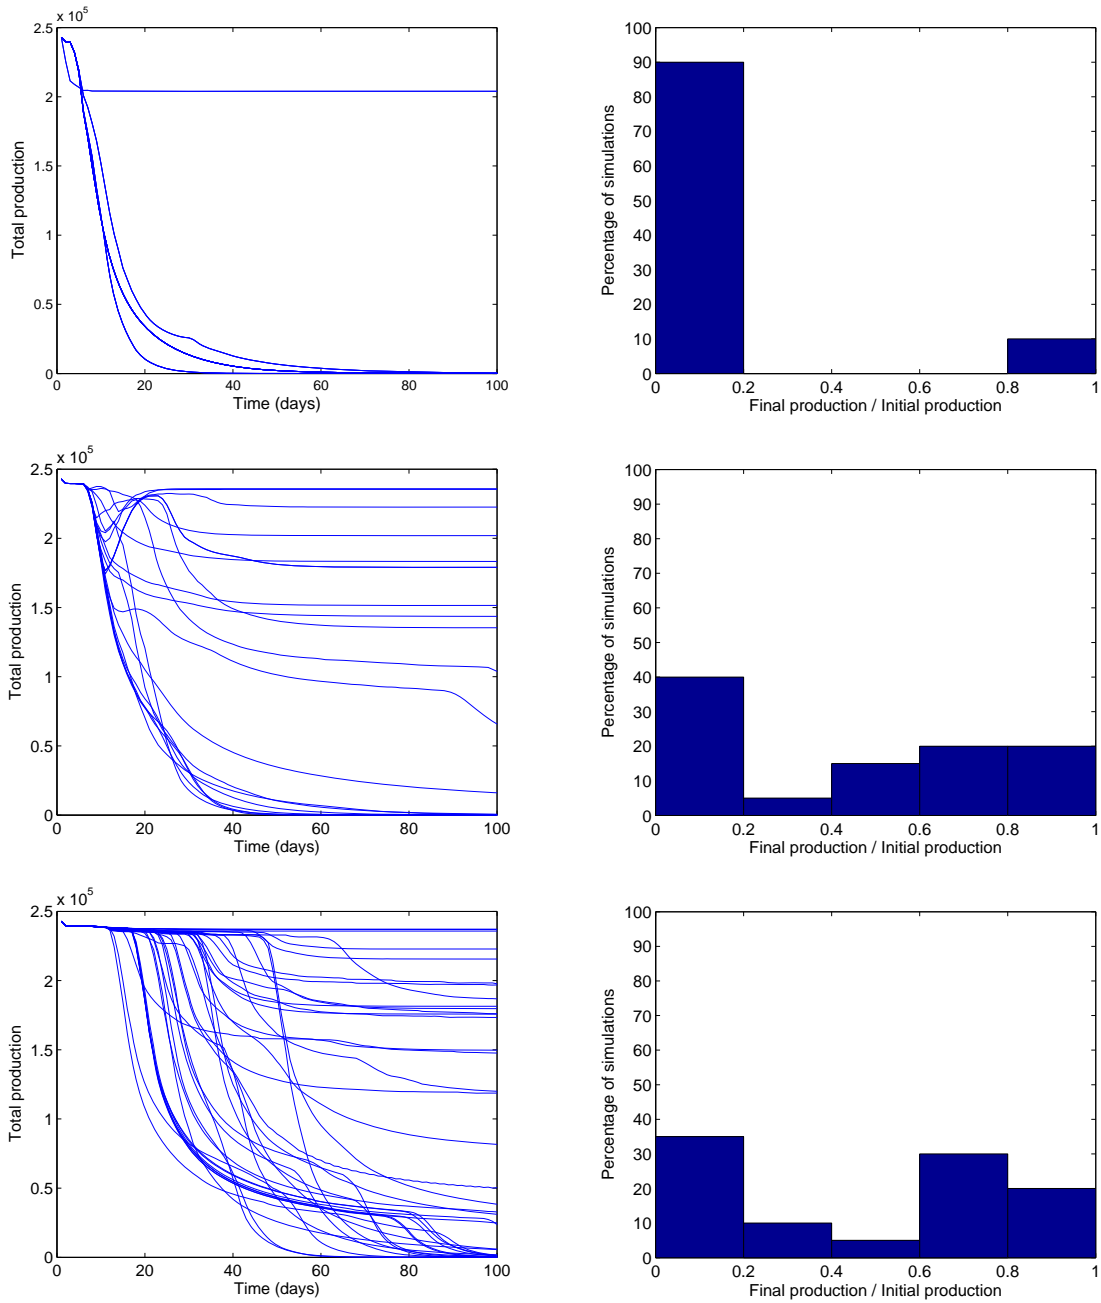 x 10^5
2.5
2
1.5
1
0.5
0
0 20 40 60 80 100
Time (days)
Total production
100
90
80
70
60
50
40
30
20
10
0
0 0.2 0.4 0.6 0.8 1
Final production / Initial production
Percentage of simulations
x 10^5
2.5
2
1.5
1
0.5
0
0 20 40 60 80 100
Time (days)
Total production
100
90
80
70
60
50
40
30
20
10
0
0 0.2 0.4 0.6 0.8 1
Final production / Initial production
Percentage of simulations
x 10^5
2.5
2
1.5
1
0.5
0
0 20 40 60 80 100
Time (days)
Total production
100
90
80
70
60
50
40
30
20
10
0
0 0.2 0.4 0.6 0.8 1
Final production / Initial production
Percentage of simulations